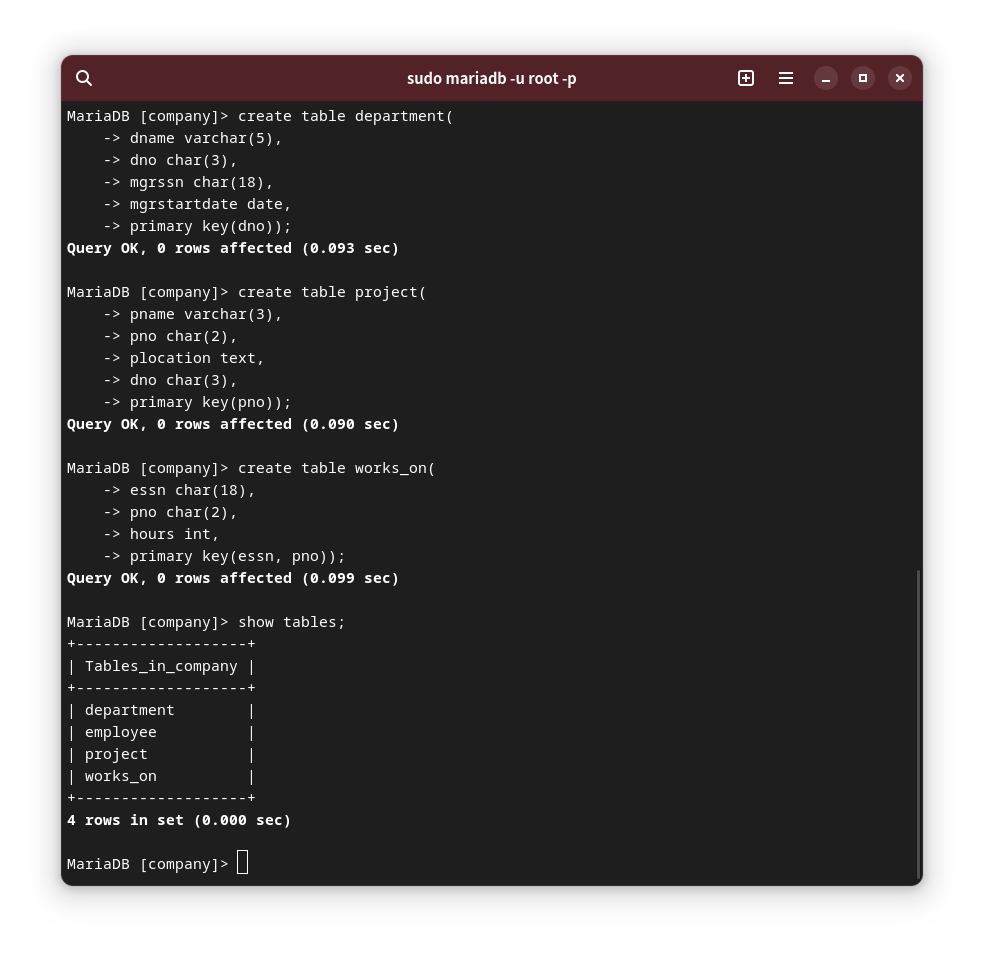 sudo mariadb -u root -p
MariaDB [company]> create table department(
    -> dname varchar(5),
    -> dno char(3),
    -> mgrssn char(18),
    -> mgrstartdate date,
    -> primary key(dno));
Query OK, 0 rows affected (0.093 sec)

MariaDB [company]> create table project(
    -> pname varchar(3),
    -> pno char(2),
    -> plocation text,
    -> dno char(3),
    -> primary key(pno));
Query OK, 0 rows affected (0.090 sec)

MariaDB [company]> create table works_on(
    -> essn char(18),
    -> pno char(2),
    -> hours int,
    -> primary key(essn, pno));
Query OK, 0 rows affected (0.099 sec)

MariaDB [company]> show tables;
+-------------------+
| Tables_in_company |
+-------------------+
| department        |
| employee          |
| project           |
| works_on          |
+-------------------+
4 rows in set (0.000 sec)

MariaDB [company]>